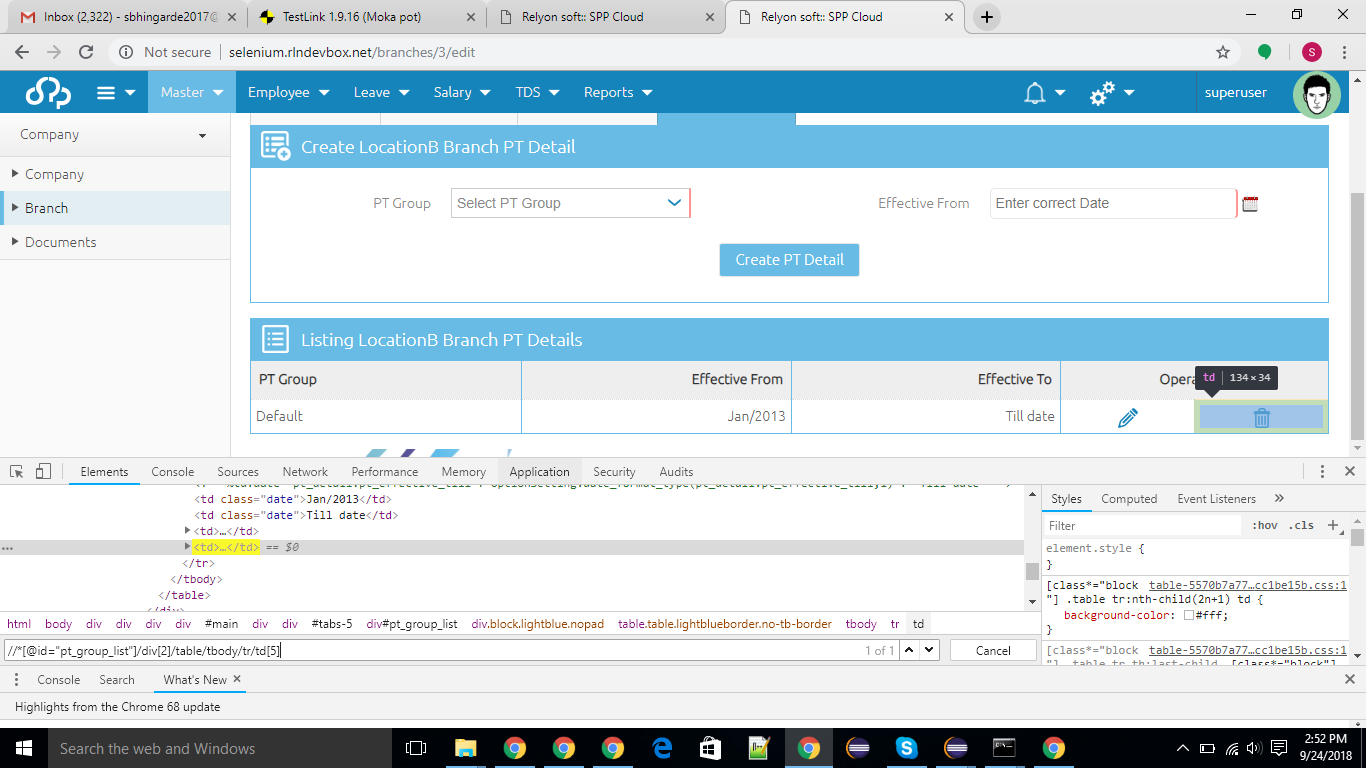 Inbox (2,322) - sbhingarde2017@
TestLink 1.9.16 (Moka pot)
Relyon soft:: SPP Cloud
Relyon soft:: SPP Cloud
Not secure | selenium.rlndevbox.net/branches/3/edit
S
Master Employee Leave Salary TDS Reports superuser
Company
Company
Branch
Documents
Create LocationB Branch PT Detail
PT Group Select PT Group Effective From Enter correct Date
Create PT Detail
Listing LocationB Branch PT Details
PT Group Effective From Effective To Opera
td 134 × 34
Default Jan/2013 Till date
Elements Console Sources Network Performance Memory Application Security Audits
<td class="date">Jan/2013</td>
<td class="date">Till date</td>
<td>…</td>
<td>…</td> == $0
</tr>
</tbody>
</table>
</div>
html body div div div div #main div div #tabs-5 div#pt_group_list div.block.lightblue.nopad table.table.lightblueborder.no-tb-border tbody tr td
//*[@id="pt_group_list"]/div[2]/table/tbody/tr/td[5] 1 of 1 Cancel
Styles Computed Event Listeners »
Filter :hov .cls +
element.style {
}
[class*="block table-5570b7a77…cc1be15b.css:1
"] .table tr:nth-child(2n+1) td {
background-color: #fff;
}
[class*="block table-5570b7a77…cc1be15b.css:1
"] .table tr th:last-child, [class*="block"]
Console Search What's New
Highlights from the Chrome 68 update
Search the web and Windows
2:52 PM
9/24/2018